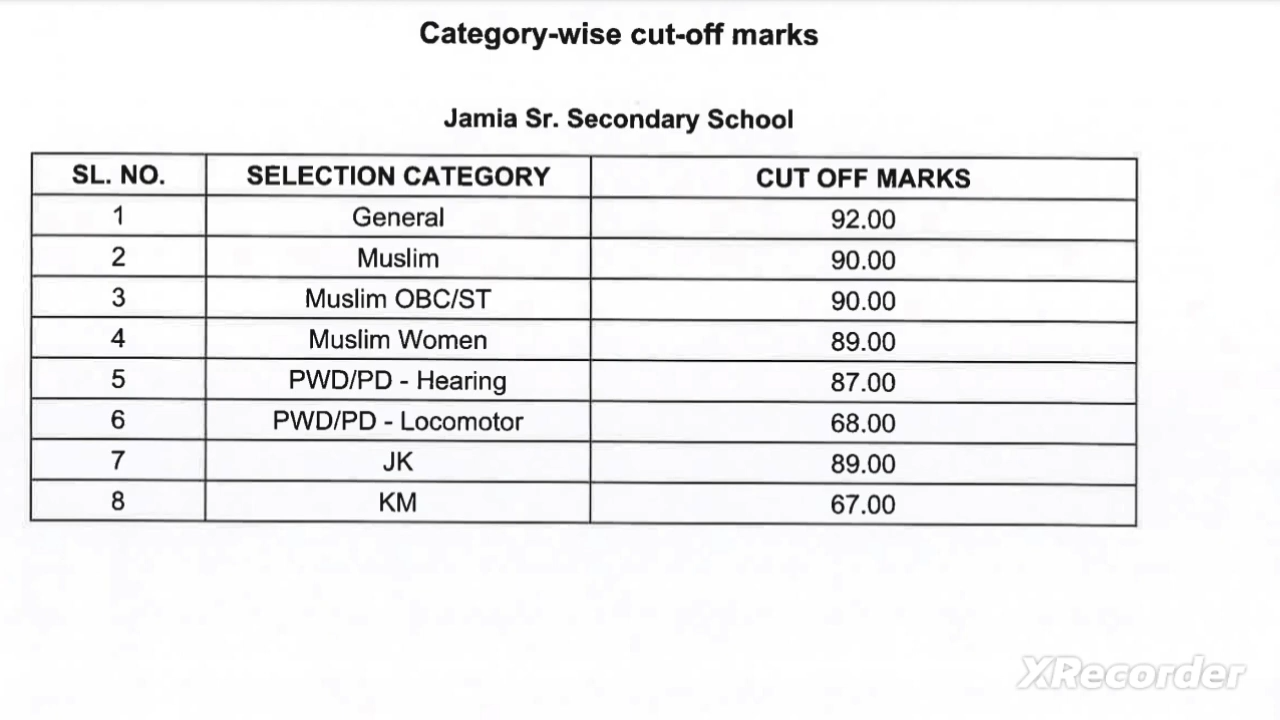 Category-wise cut-off marks
Jamia Sr. Secondary School
SL. NO. SELECTION CATEGORY CUT OFF MARKS
1 General 92.00
2 Muslim 90.00
3 Muslim OBC/ST 90.00
4 Muslim Women 89.00
5 PWD/PD - Hearing 87.00
6 PWD/PD - Locomotor 68.00
7 JK 89.00
8 KM 67.00
XRecorder